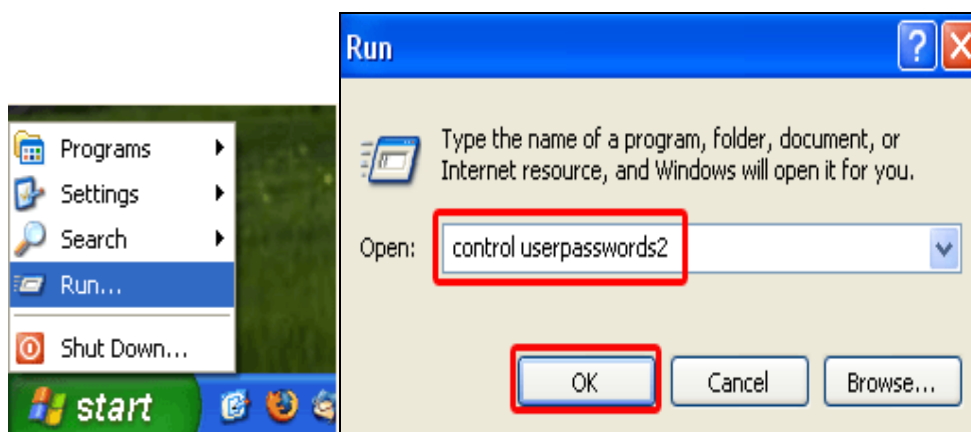 Programs
Settings
Search
Run...
Shut Down...
start
Run
Type the name of a program, folder, document, or
Internet resource, and Windows will open it for you.
Open: control userpasswords2
OK Cancel Browse...